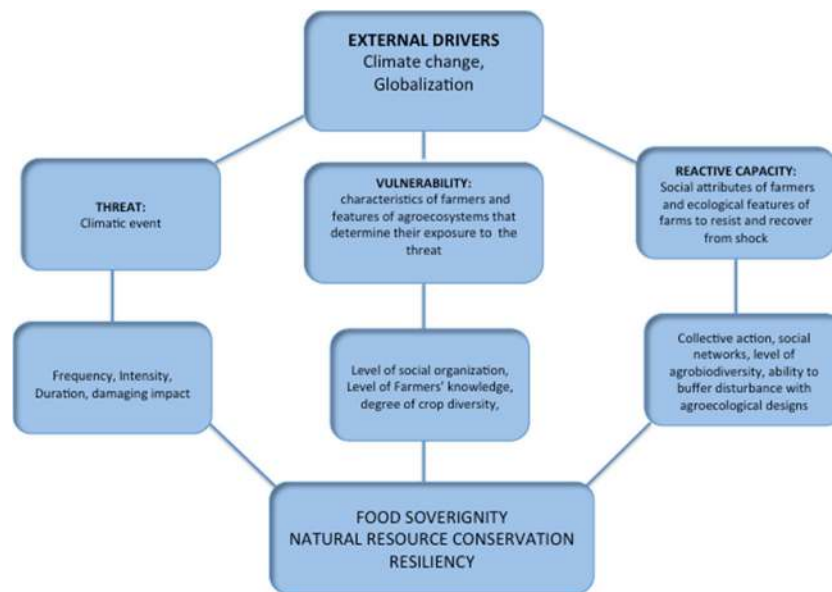 EXTERNAL DRIVERS
Climate change,
Globalization
THREAT:
Climatic event
VULNERABILITY:
characteristics of farmers and
features of agroecosystems that
determine their exposure to the
threat
REACTIVE CAPACITY:
Social attributes of farmers
and ecological features of
farms to resist and recover
from shock
Frequency, Intensity,
Duration, damaging impact
Level of social organization,
Level of Farmers' knowledge,
degree of crop diversity,
Collective action, social
networks, level of
agrobiodiversity, ability to
buffer disturbance with
agroecological designs
FOOD SOVERIGNITY
NATURAL RESOURCE CONSERVATION
RESILIENCY